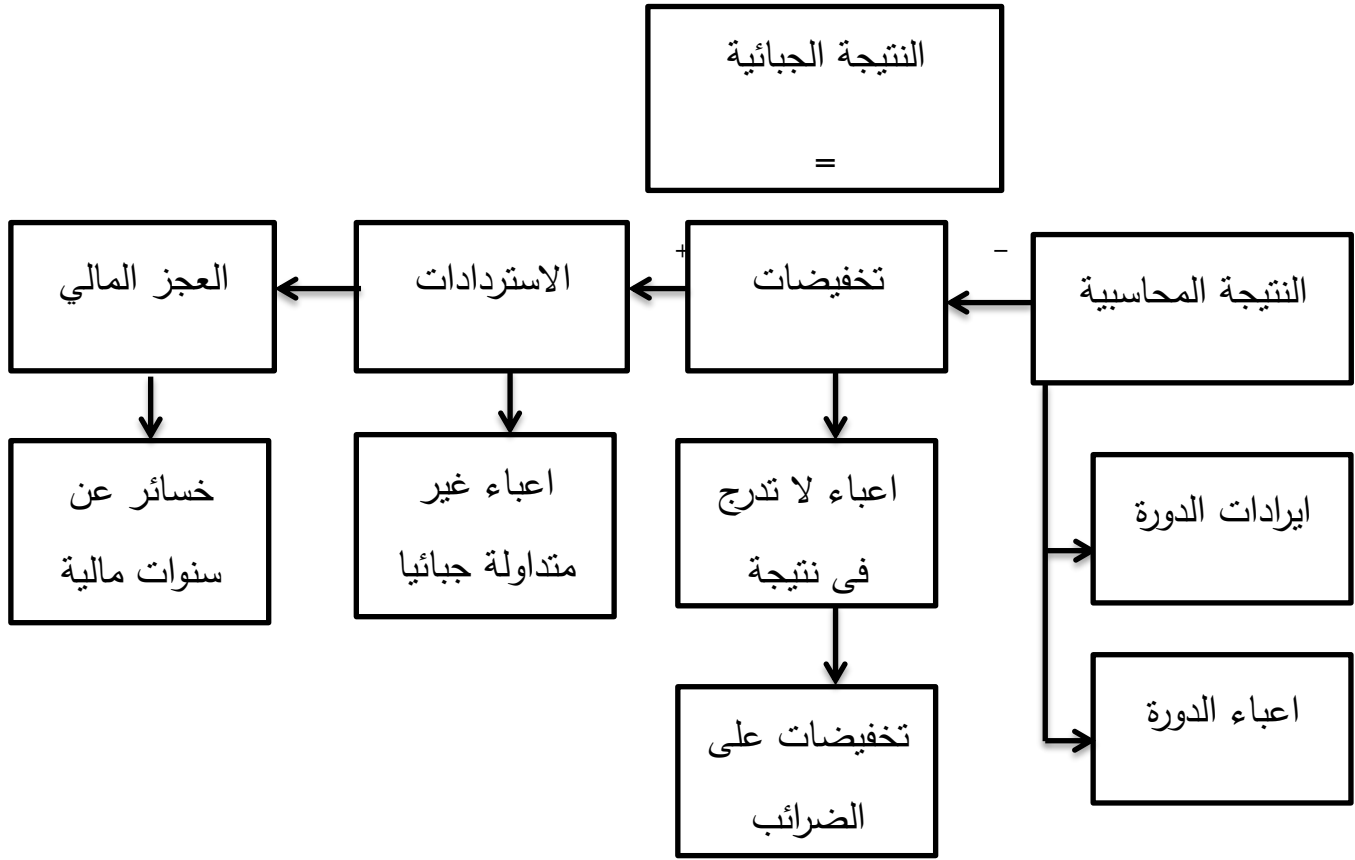 النتيجة الجبائية
=
النتيجة المحاسبية
−
تخفيضات
+
الاستردادات
العجز المالي
ايرادات الدورة
اعباء الدورة
اعباء لا تدرج
فى نتيجة
تخفيضات على
الضرائب
اعباء غير
متداولة جبائيا
خسائر عن
سنوات مالية